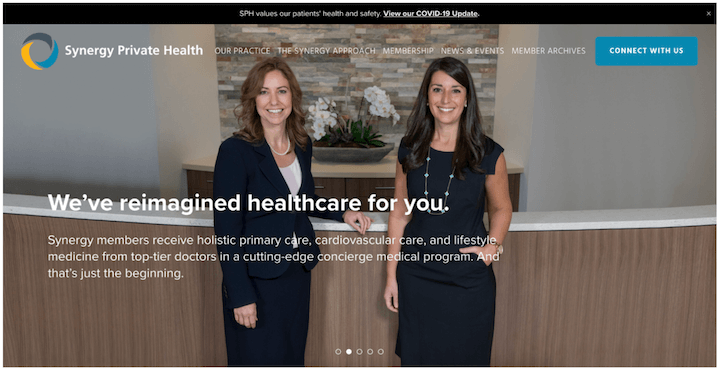 SPH values our patients' health and safety. View our COVID-19 Update.
×
Synergy Private Health
OUR PRACTICE THE SYNERGY APPROACH MEMBERSHIP NEWS & EVENTS MEMBER ARCHIVES CONNECT WITH US
We've reimagined healthcare for you.
Synergy members receive holistic primary care, cardiovascular care, and lifestyle
medicine from top-tier doctors in a cutting-edge concierge medical program. And
that's just the beginning.